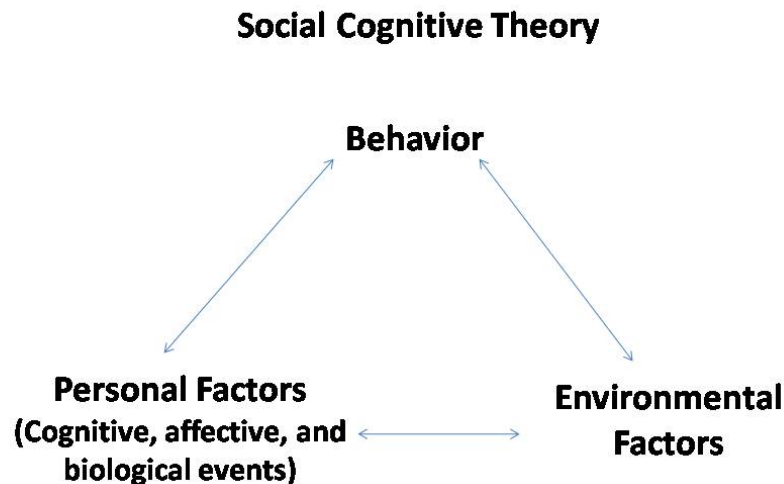 Social Cognitive Theory
Behavior
Personal Factors
(Cognitive, affective, and
biological events)
Environmental
Factors